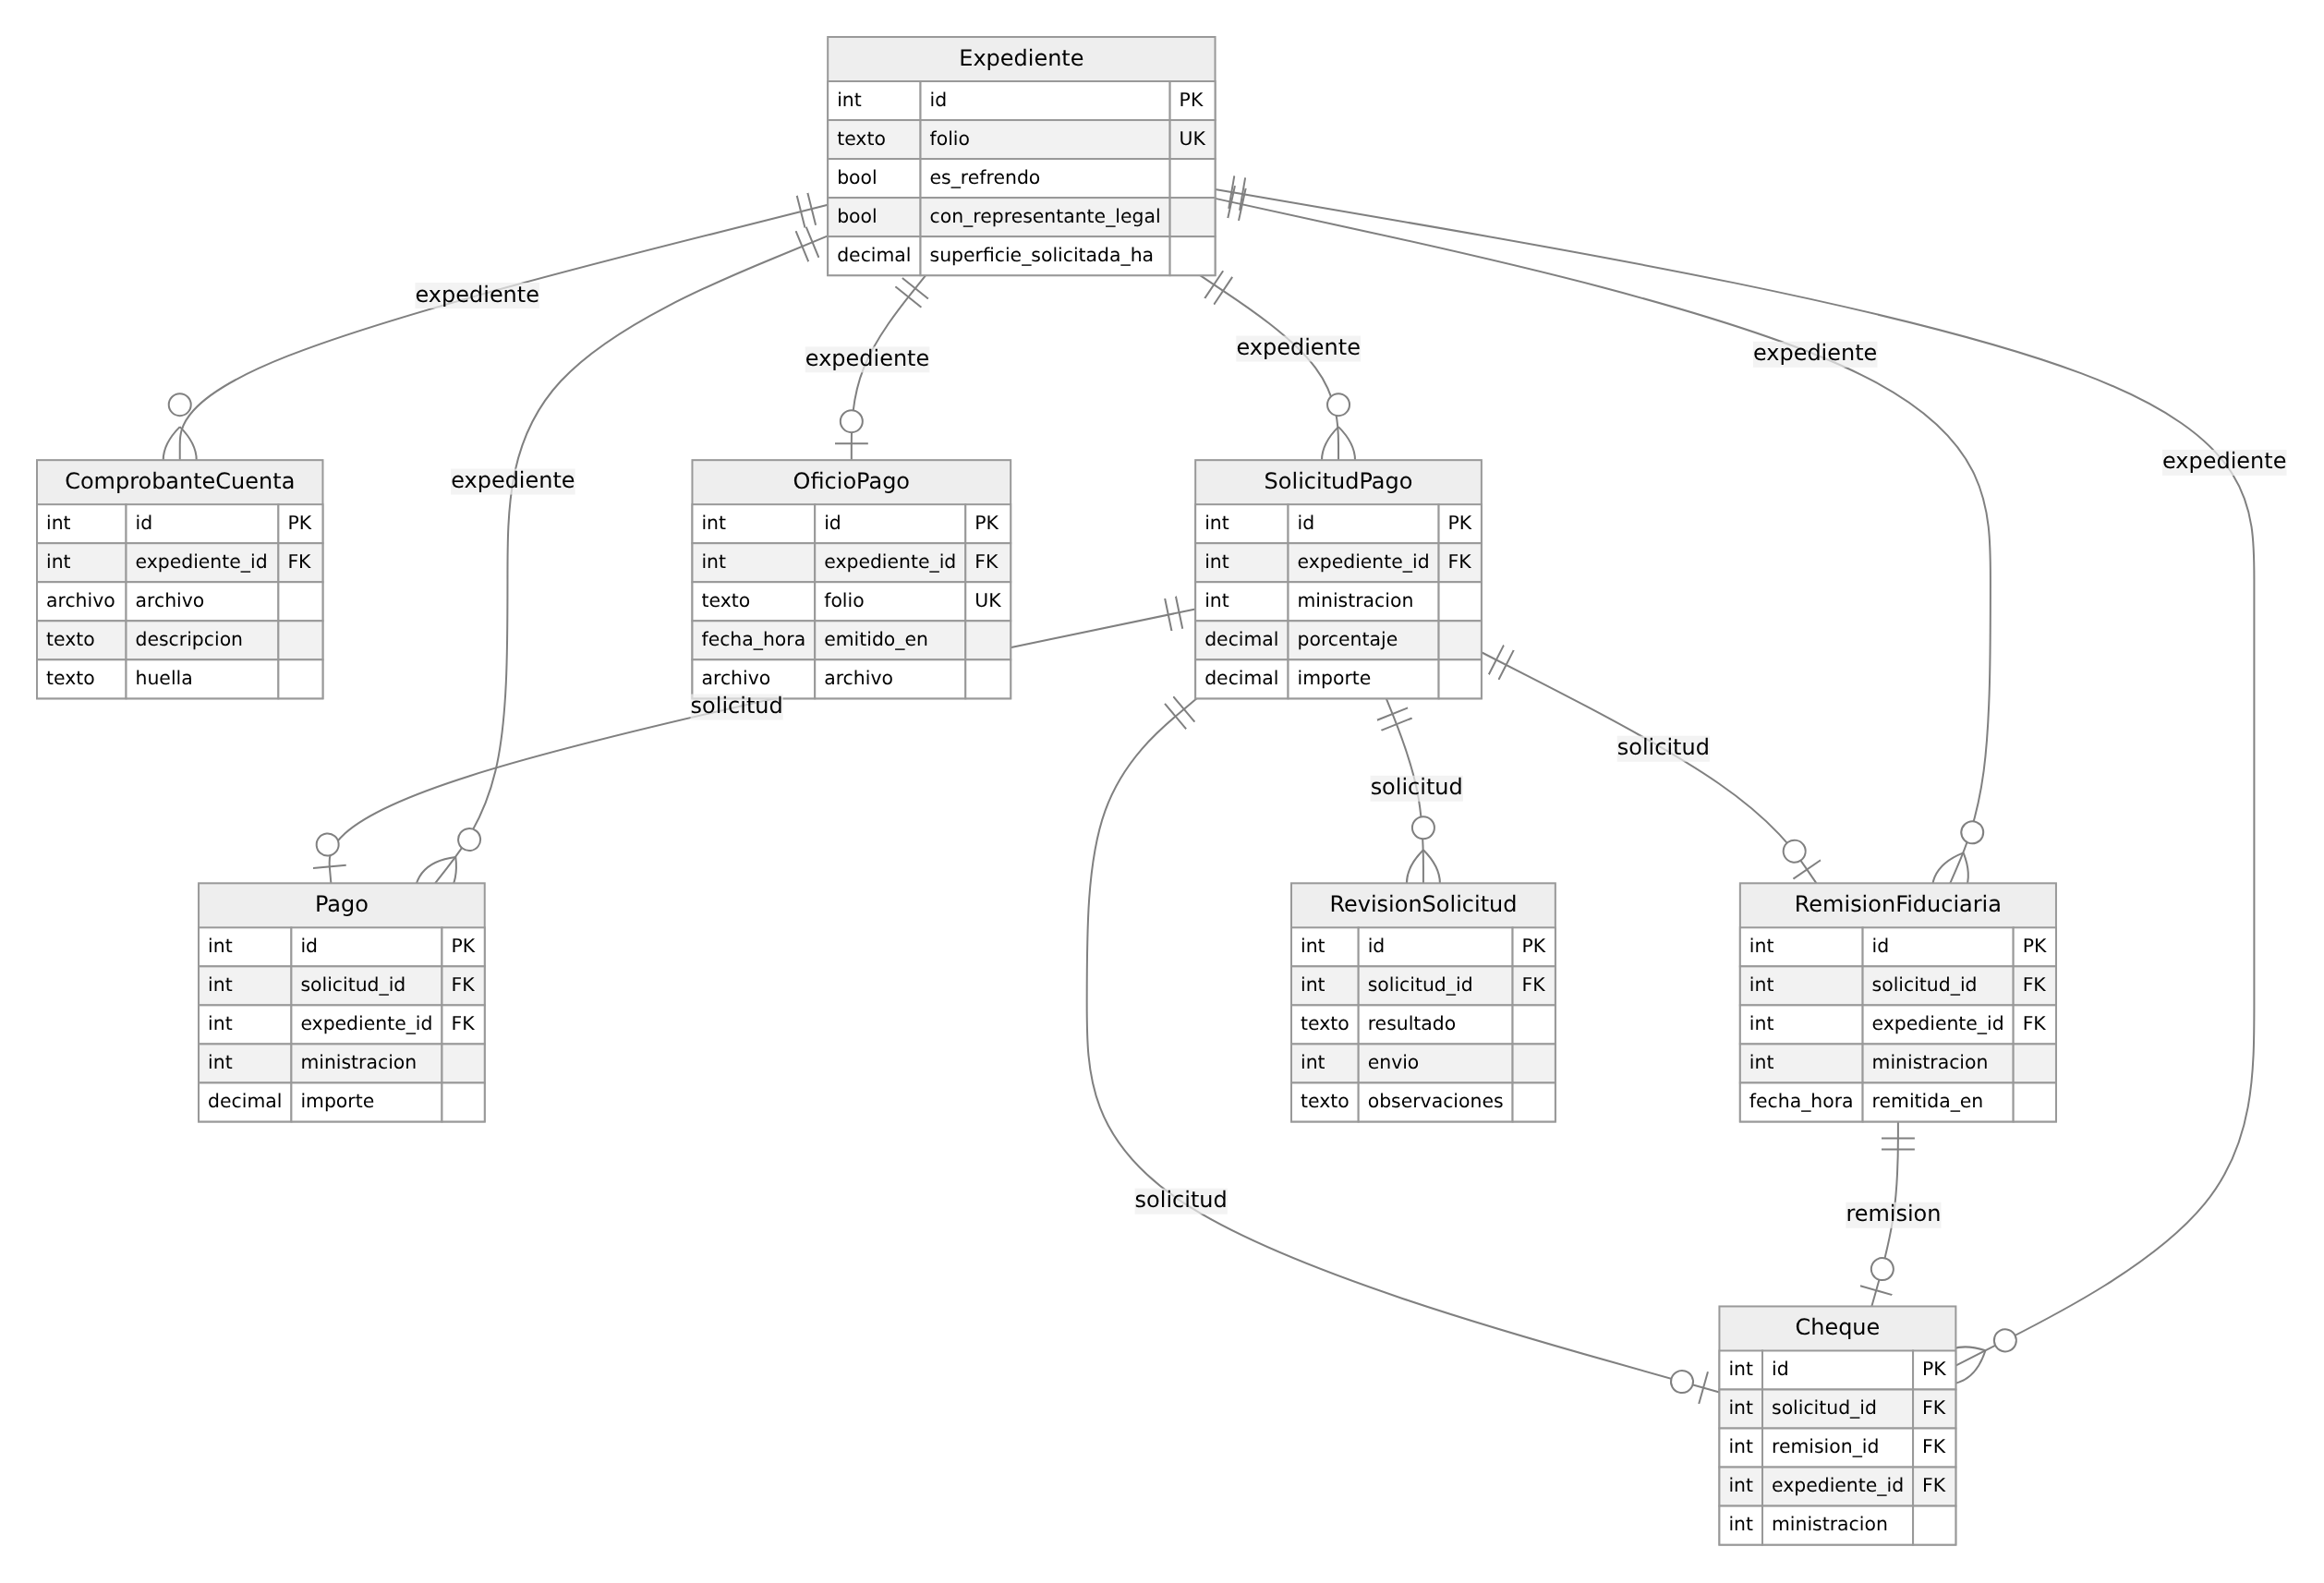 Expediente
int id PK
texto folio UK
bool es_refrendo
bool con_representante_legal
decimal superficie_solicitada_ha
expediente
expediente
expediente
expediente
expediente
expediente
ComprobanteCuenta
int id PK
int expediente_id FK
archivo archivo
texto descripcion
texto huella
OficioPago
int id PK
int expediente_id FK
texto folio UK
fecha_hora emitido_en
archivo archivo
SolicitudPago
int id PK
int expediente_id FK
int ministracion
decimal porcentaje
decimal importe
solicitud
solicitud
solicitud
Pago
int id PK
int solicitud_id FK
int expediente_id FK
int ministracion
decimal importe
RevisionSolicitud
int id PK
int solicitud_id FK
texto resultado
int envio
texto observaciones
RemisionFiduciaria
int id PK
int solicitud_id FK
int expediente_id FK
int ministracion
fecha_hora remitida_en
solicitud
remision
Cheque
int id PK
int solicitud_id FK
int remision_id FK
int expediente_id FK
int ministracion